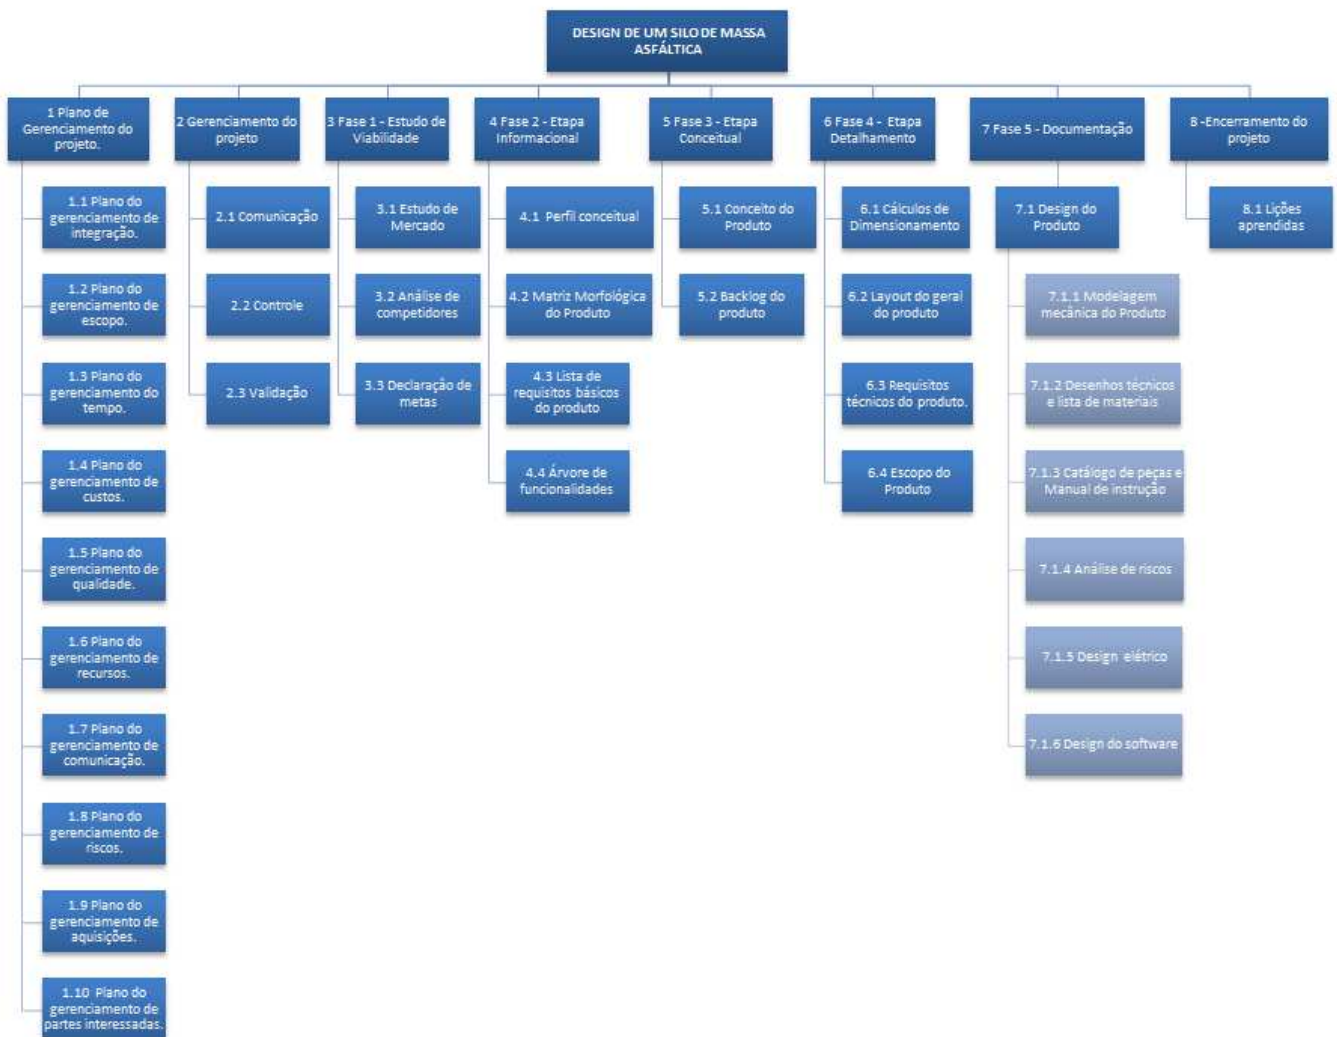 DESIGN DE UM SILO DE MASSA
ASFÁLTICA
1 Plano de
Gerenciamento do
projeto.
2 Gerenciamento do
projeto
3 Fase 1 - Estudo de
Viabilidade
4 Fase 2 - Etapa
Informacional
5 Fase 3 - Etapa
Conceitual
6 Fase 4 - Etapa
Detalhamento
7 Fase 5 - Documentação
8 -Encerramento do
projeto
1.1 Plano do
gerenciamento de
integração.
1.2 Plano do
gerenciamento de
escopo.
1.3 Plano do
gerenciamento do
tempo.
1.4 Plano do
gerenciamento de
custos.
1.5 Plano do
gerenciamento de
qualidade.
1.6 Plano do
gerenciamento de
recursos.
1.7 Plano do
gerenciamento de
comunicação.
1.8 Plano do
gerenciamento de
riscos.
1.9 Plano do
gerenciamento de
aquisições.
1.10 Plano do
gerenciamento de
partes interessadas.
2.1 Comunicação
2.2 Controle
2.3 Validação
3.1 Estudo de
Mercado
3.2 Análise de
competidores
3.3 Declaração de
metas
4.1 Perfil conceitual
4.2 Matriz Morfológica
do Produto
4.3 Lista de
requisitos básicos
do produto
4.4 Árvore de
funcionalidades
5.1 Conceito do
Produto
5.2 Backlog do
produto
6.1 Cálculos de
Dimensionamento
6.2 Layout do geral
do produto
6.3 Requisitos
técnicos do produto.
6.4 Escopo do
Produto
7.1 Design do
Produto
7.1.1 Modelagem
mecânica do Produto
7.1.2 Desenhos técnicos
e lista de materiais
7.1.3 Catálogo de peças e
Manual de instrução
7.1.4 Análise de riscos
7.1.5 Design elétrico
7.1.6 Design do software
8.1 Lições
aprendidas